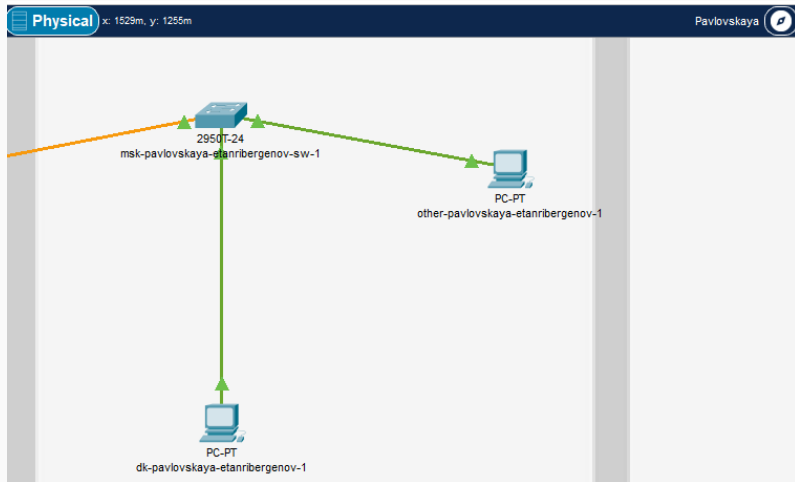 Physical x: 1529m, y: 1255m Pavlovskaya
2950T-24
msk-pavlovskaya-etanribergenov-sw-1
PC-PT
other-pavlovskaya-etanribergenov-1
PC-PT
dk-pavlovskaya-etanribergenov-1